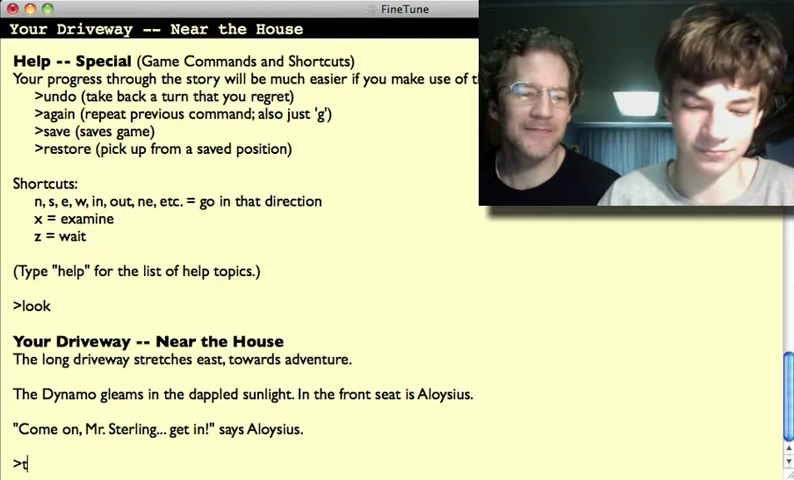 FineTune
Your Driveway -- Near the House
Help -- Special (Game Commands and Shortcuts)
Your progress through the story will be much easier if you make use of
>undo (take back a turn that you regret)
>again (repeat previous command; also just 'g')
>save (saves game)
>restore (pick up from a saved position)
Shortcuts:
n, s, e, w, in, out, ne, etc. = go in that direction
x = examine
z = wait
(Type "help" for the list of help topics.)
>look
Your Driveway -- Near the House
The long driveway stretches east, towards adventure.
The Dynamo gleams in the dappled sunlight. In the front seat is Aloysius.
"Come on, Mr. Sterling... get in!" says Aloysius.
>t